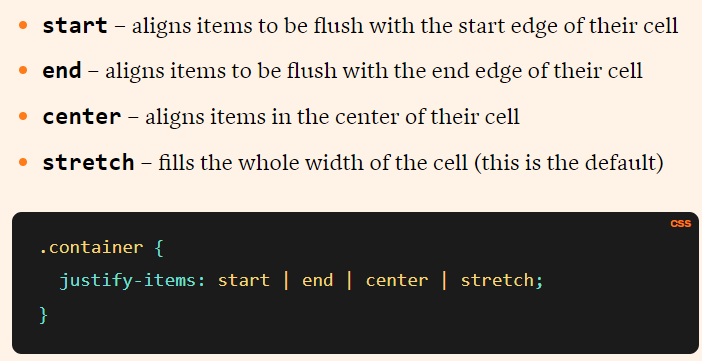 start – aligns items to be flush with the start edge of their cell
end – aligns items to be flush with the end edge of their cell
center – aligns items in the center of their cell
stretch – fills the whole width of the cell (this is the default)
css
.container {
  justify-items: start | end | center | stretch;
}